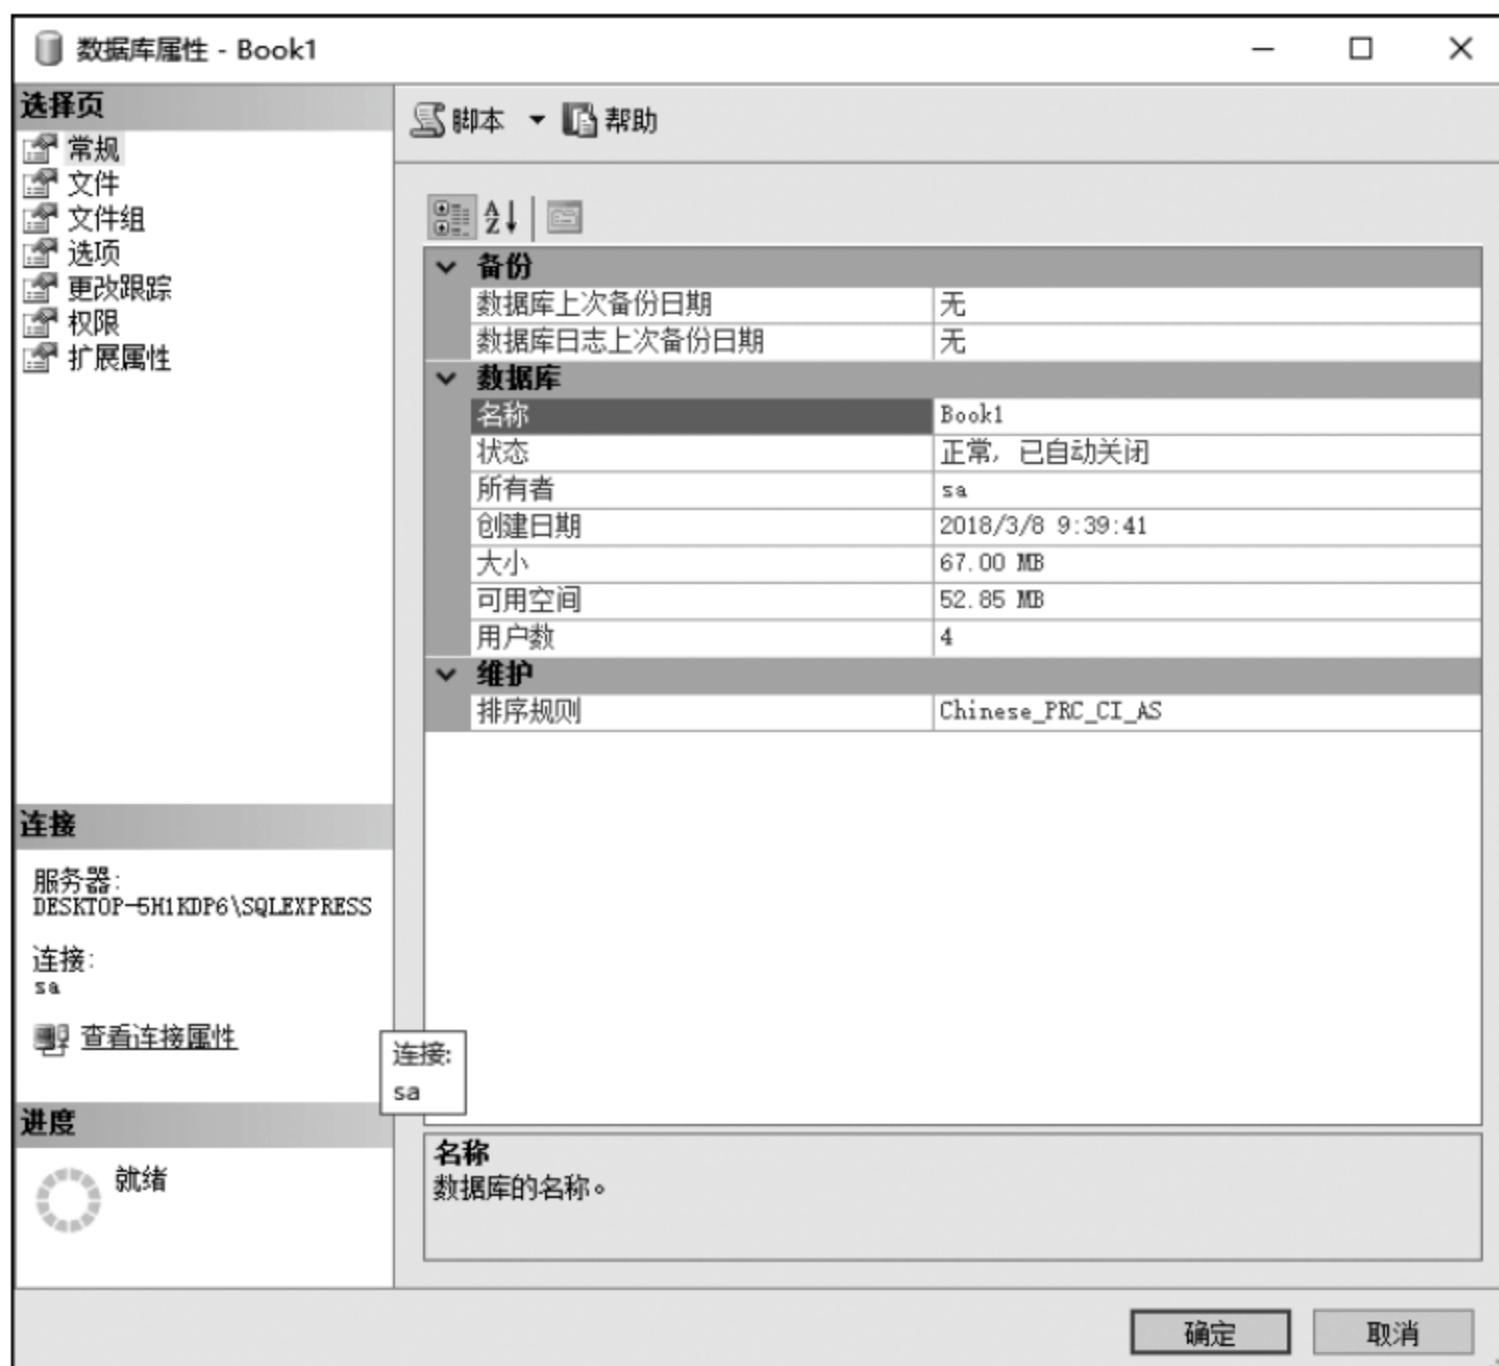 数据库属性 - Book1
选择页
常规
文件
文件组
选项
更改跟踪
权限
扩展属性
脚本 帮助
备份
数据库上次备份日期 无
数据库日志上次备份日期 无
数据库
名称 Book1
状态 正常, 已自动关闭
所有者 sa
创建日期 2018/3/8 9:39:41
大小 67.00 MB
可用空间 52.85 MB
用户数 4
维护
排序规则 Chinese_PRC_CI_AS
连接
服务器:
DESKTOP-5H1KDP6\SQLEXPRESS
连接:
sa
查看连接属性
连接:
sa
进度
就绪
名称
数据库的名称。
确定 取消